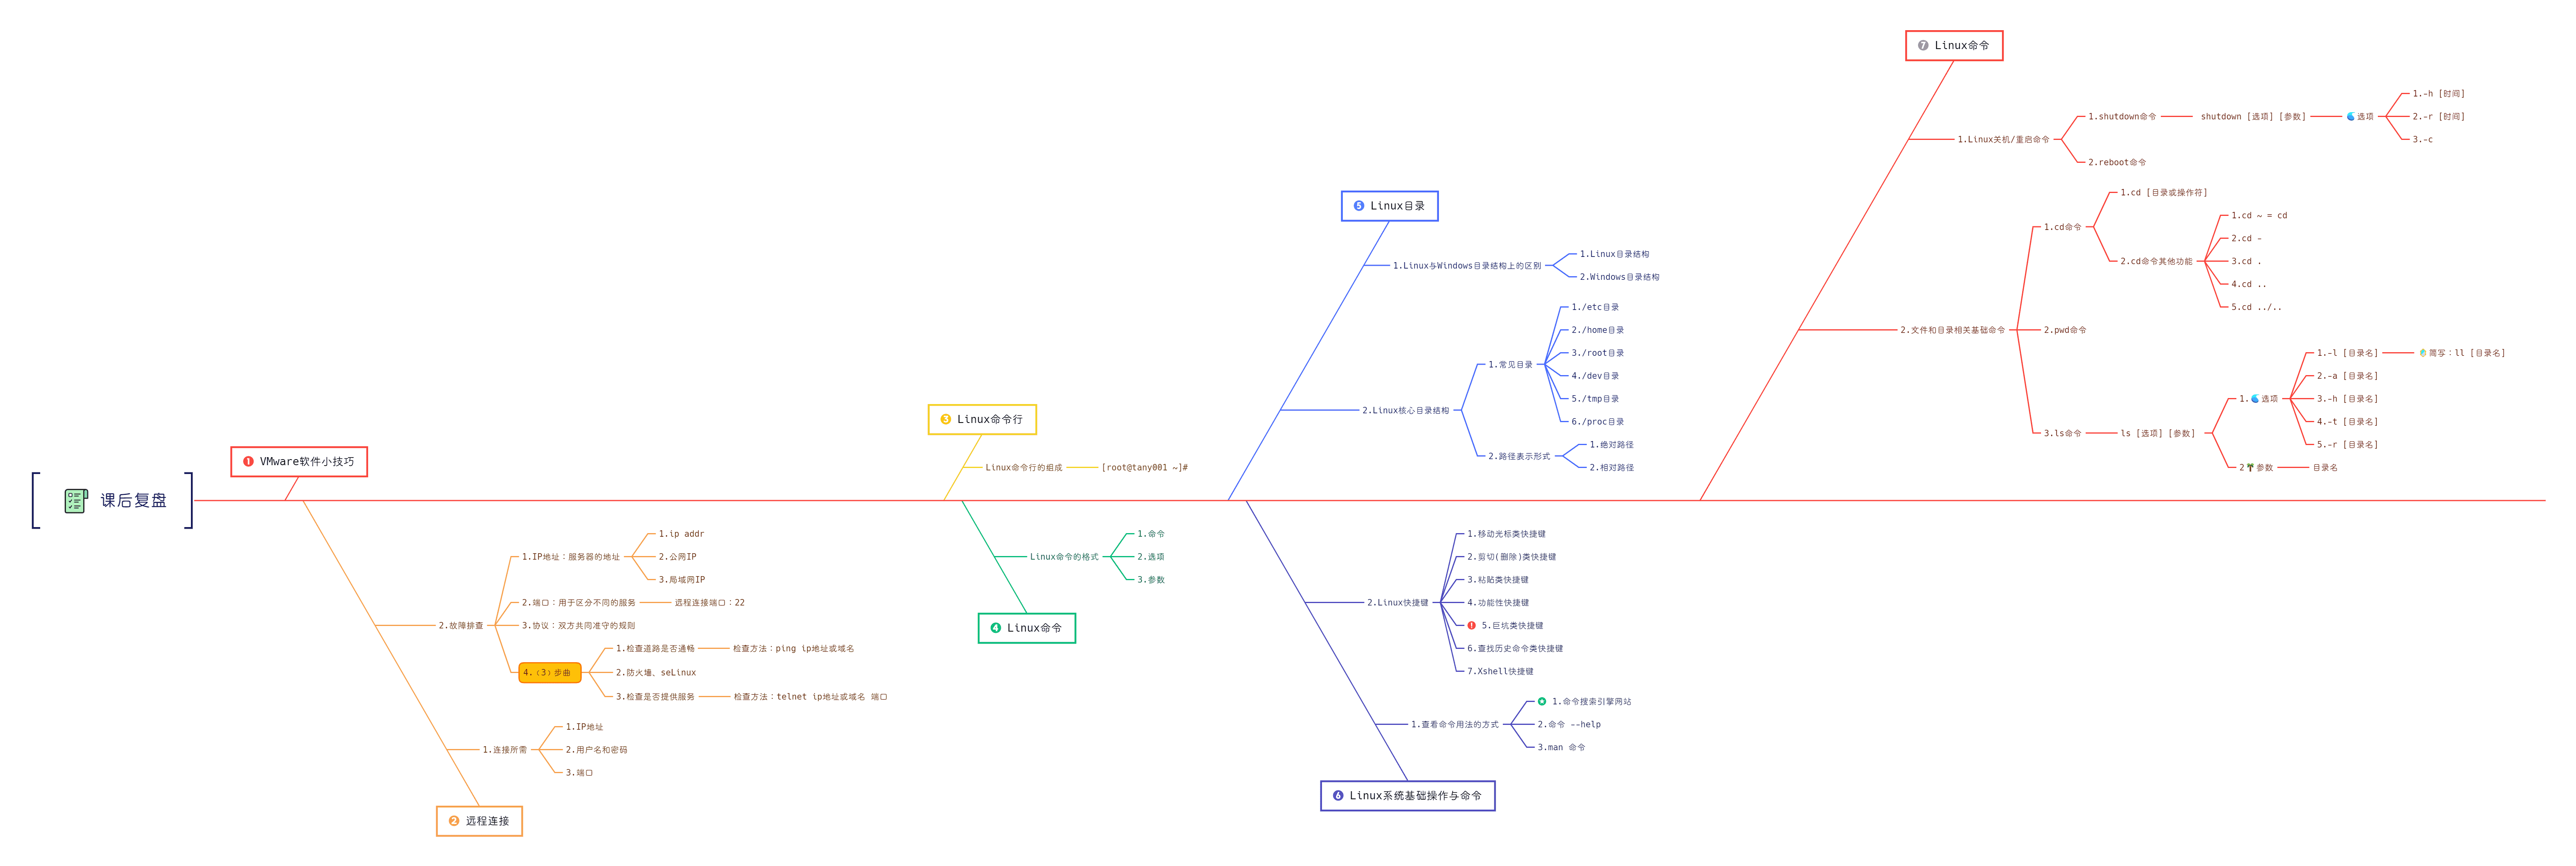 课后复盘
1 VMware软件小技巧
2 远程连接
2.故障排查
1.IP地址：服务器的地址
1.ip addr
2.公网IP
3.局域网IP
2.端口：用于区分不同的服务
远程连接端口：22
3.协议：双方共同准守的规则
4.（3）步曲
1.检查道路是否通畅
检查方法：ping ip地址或域名
2.防火墙、seLinux
3.检查是否提供服务
检查方法：telnet ip地址或域名 端口
1.连接所需
1.IP地址
2.用户名和密码
3.端口
3 Linux命令行
Linux命令行的组成
[root@tany001 ~]#
4 Linux命令
Linux命令的格式
1.命令
2.选项
3.参数
5 Linux目录
1.Linux与Windows目录结构上的区别
1.Linux目录结构
2.Windows目录结构
2.Linux核心目录结构
1.常见目录
1./etc目录
2./home目录
3./root目录
4./dev目录
5./tmp目录
6./proc目录
2.路径表示形式
1.绝对路径
2.相对路径
6 Linux系统基础操作与命令
2.Linux快捷键
1.移动光标类快捷键
2.剪切(删除)类快捷键
3.粘贴类快捷键
4.功能性快捷键
5.巨坑类快捷键
6.查找历史命令类快捷键
7.Xshell快捷键
1.查看命令用法的方式
1.命令搜索引擎网站
2.命令 --help
3.man 命令
7 Linux命令
1.Linux关机/重启命令
1.shutdown命令
shutdown [选项] [参数]
选项
1.-h [时间]
2.-r [时间]
3.-c
2.reboot命令
2.文件和目录相关基础命令
1.cd命令
1.cd [目录或操作符]
2.cd命令其他功能
1.cd ~ = cd
2.cd -
3.cd .
4.cd ..
5.cd ../..
2.pwd命令
3.ls命令
ls [选项] [参数]
1.选项
1.-l [目录名]
简写：ll [目录名]
2.-a [目录名]
3.-h [目录名]
4.-t [目录名]
5.-r [目录名]
2 参数
目录名